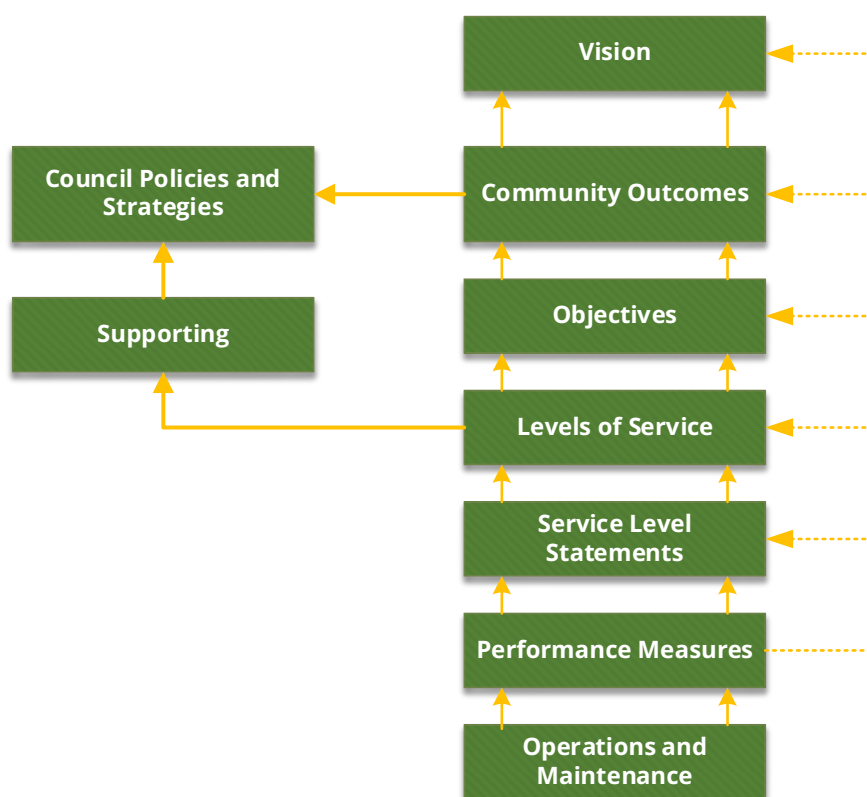 Vision
Council Policies and
Strategies
Community Outcomes
Supporting
Objectives
Levels of Service
Service Level
Statements
Performance Measures
Operations and
Maintenance